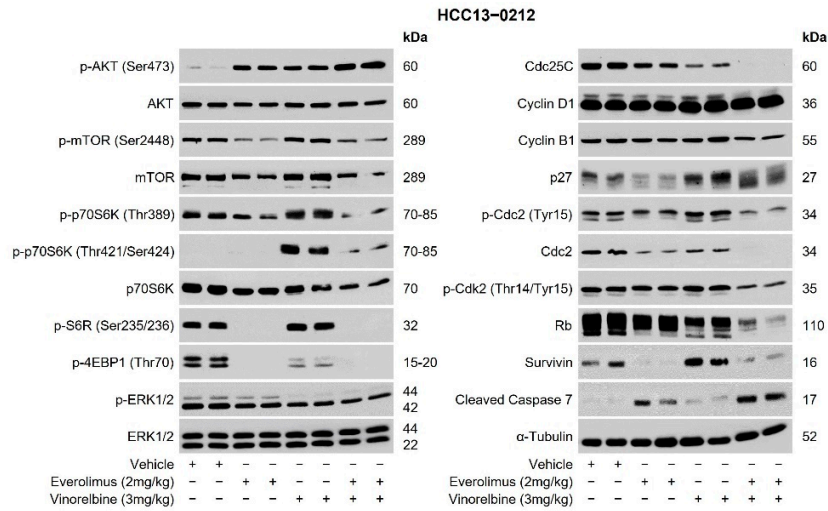 HCC13−0212
kDa
p-AKT (Ser473) 60
AKT 60
p-mTOR (Ser2448) 289
mTOR 289
p-p70S6K (Thr389) 70-85
p-p70S6K (Thr421/Ser424) 70-85
p70S6K 70
p-S6R (Ser235/236) 32
p-4EBP1 (Thr70) 15-20
p-ERK1/2 44
42
ERK1/2 44
22
Vehicle + + − − − − − −
Everolimus (2mg/kg) − − + + − − + +
Vinorelbine (3mg/kg) − − − − + + + +
kDa
Cdc25C 60
Cyclin D1 36
Cyclin B1 55
p27 27
p-Cdc2 (Tyr15) 34
Cdc2 34
p-Cdk2 (Thr14/Tyr15) 35
Rb 110
Survivin 16
Cleaved Caspase 7 17
α-Tubulin 52
Vehicle + + − − − − − −
Everolimus (2mg/kg) − − + + − − + +
Vinorelbine (3mg/kg) − − − − + + + +